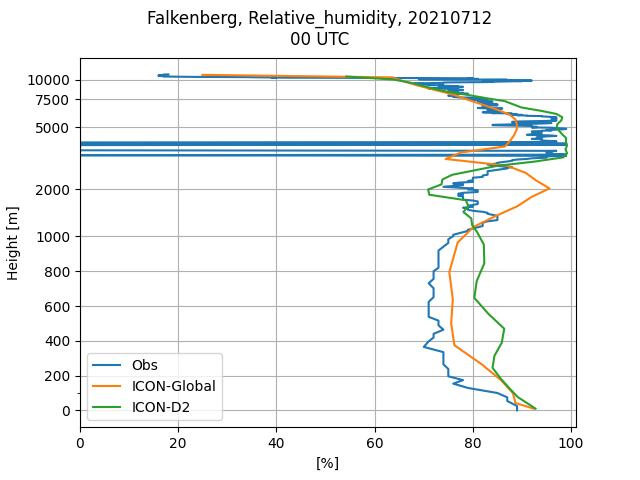 Falkenberg, Relative_humidity, 20210712
00 UTC
10000
7500
5000
2000
1000
800
600
400
200
0
Height [m]
Obs
ICON-Global
ICON-D2
0 20 40 60 80 100
[%]